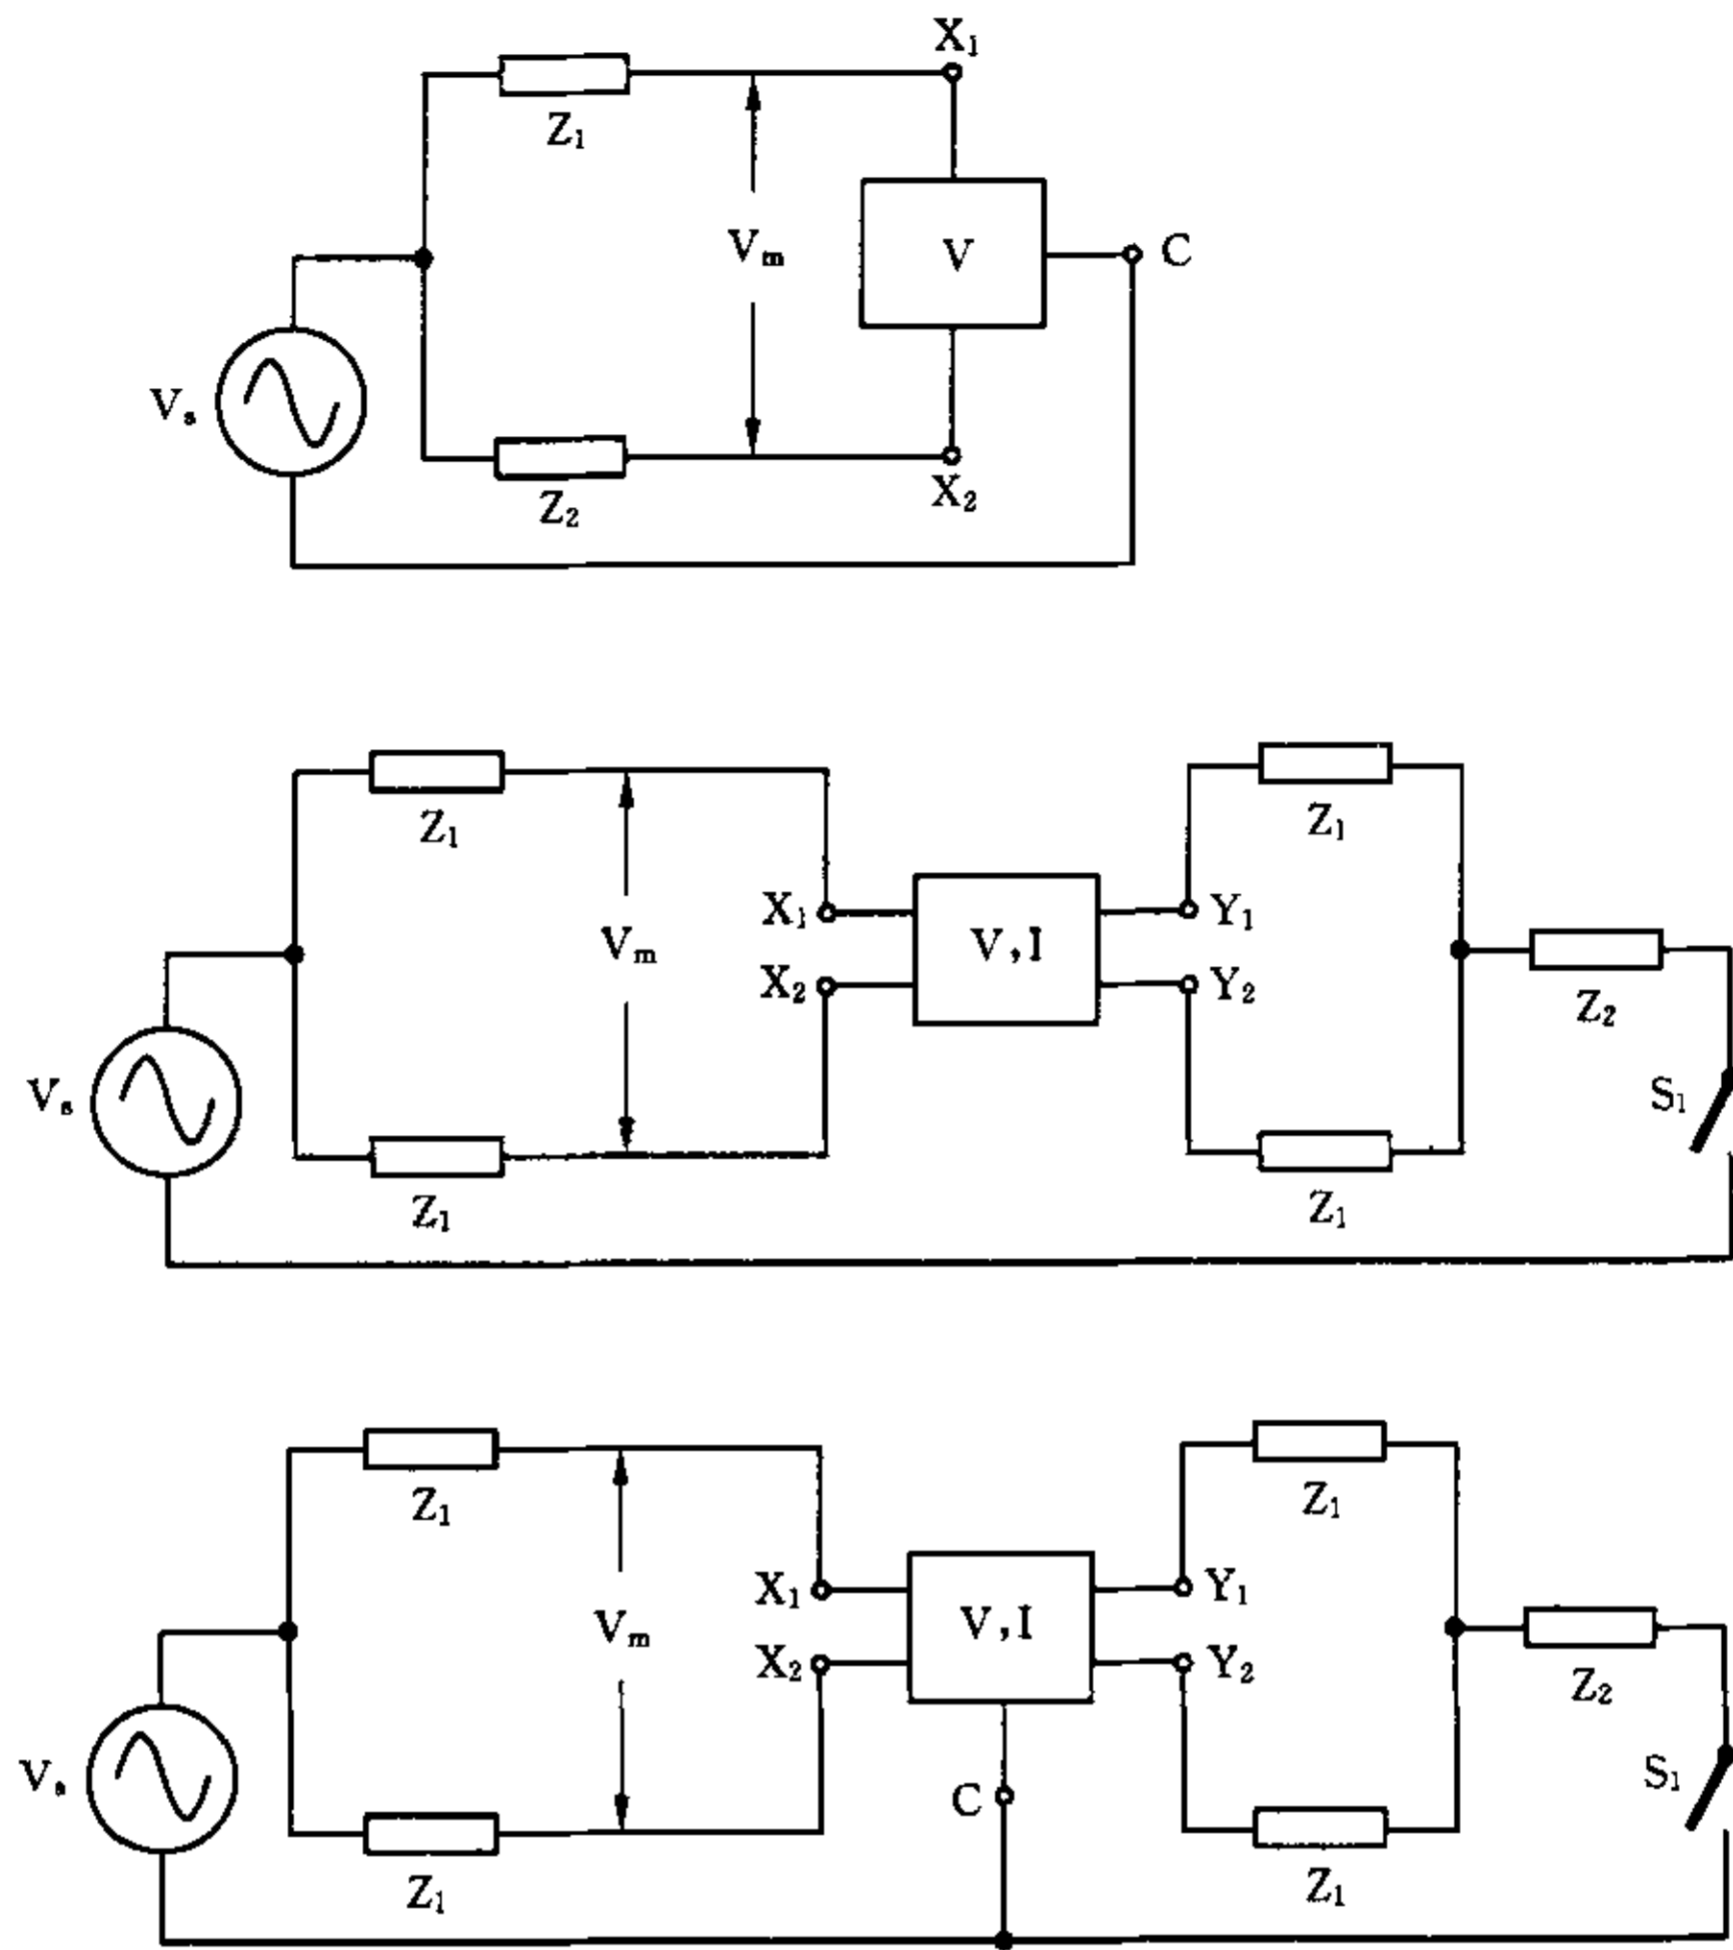 X₁
Z₁
Vₘ
V
C
Vₛ
X₂
Z₂
Z₁
Z₁
X₁
Y₁
Vₘ
V,I
X₂
Y₂
Z₂
Vₛ
S₁
Z₁
Z₁
Z₁
Z₁
X₁
Y₁
Vₘ
V,I
X₂
Y₂
Z₂
Vₛ
C
S₁
Z₁
Z₁